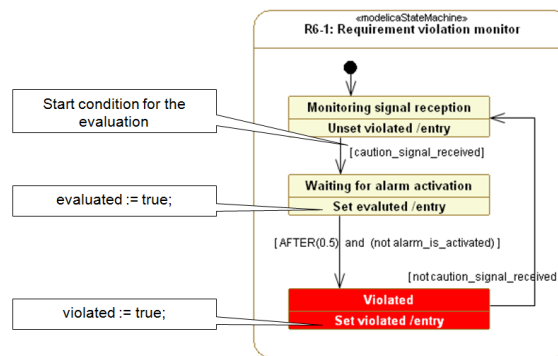 «modelicaStateMachine»
R6-1: Requirement violation monitor
Start condition for the
evaluation
Monitoring signal reception
Unset violated /entry
[caution_signal_received]
evaluated := true;
Waiting for alarm activation
Set evaluted /entry
[ AFTER(0.5) and (not alarm_is_activated) ]
[not caution_signal_received]
violated := true;
Violated
Set violated /entry